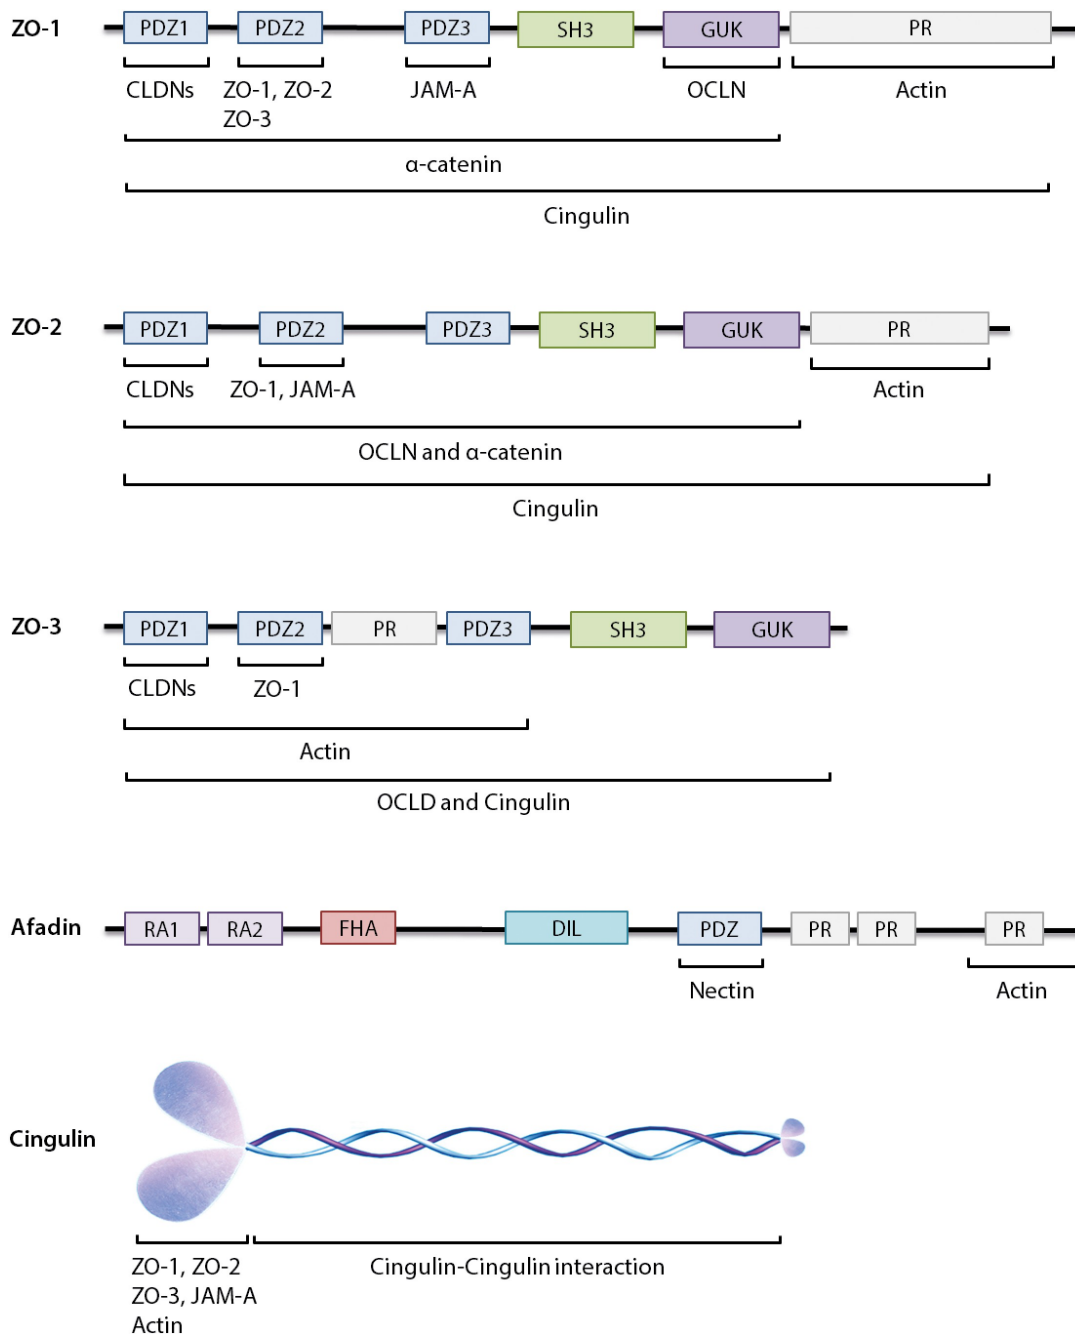 ZO-1 PDZ1 PDZ2 PDZ3 SH3 GUK PR
CLDNs ZO-1, ZO-2 JAM-A OCLN Actin
ZO-3
α-catenin
Cingulin
ZO-2 PDZ1 PDZ2 PDZ3 SH3 GUK PR
CLDNs ZO-1, JAM-A Actin
OCLN and α-catenin
Cingulin
ZO-3 PDZ1 PDZ2 PR PDZ3 SH3 GUK
CLDNs ZO-1
Actin
OCLD and Cingulin
Afadin RA1 RA2 FHA DIL PDZ PR PR PR
Nectin Actin
Cingulin
ZO-1, ZO-2 Cingulin-Cingulin interaction
ZO-3, JAM-A
Actin